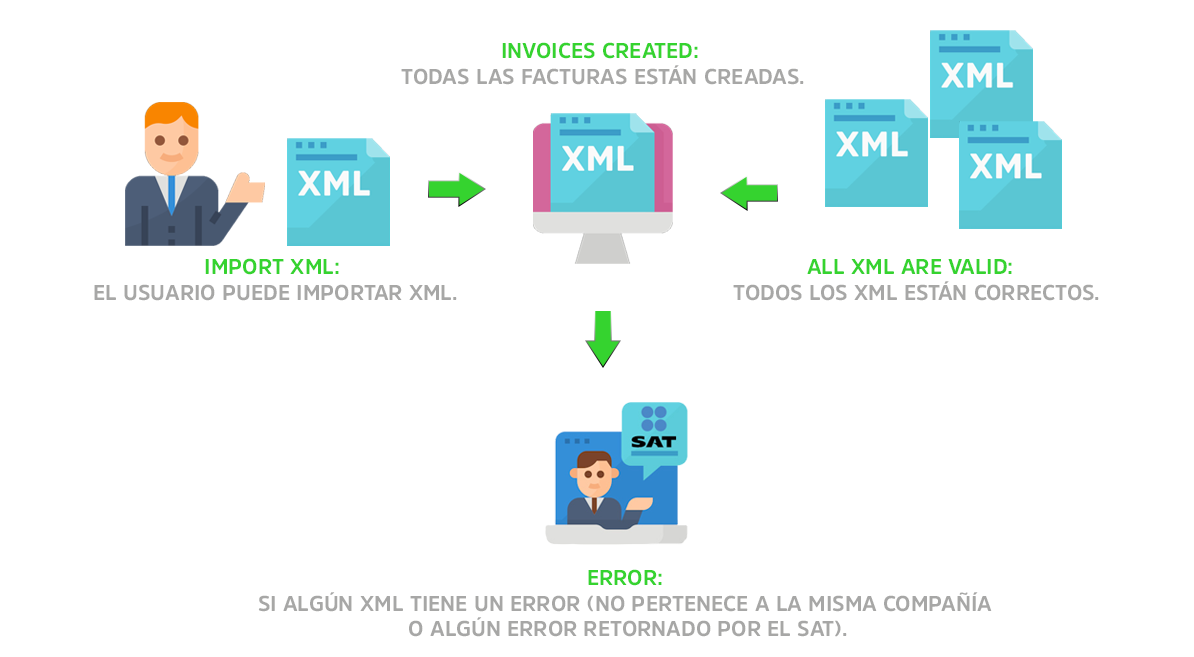 INVOICES CREATED:
TODAS LAS FACTURAS ESTÁN CREADAS.
XML
XML
XML
XML
XML
IMPORT XML:
EL USUARIO PUEDE IMPORTAR XML.
ALL XML ARE VALID:
TODOS LOS XML ESTÁN CORRECTOS.
SAT
ERROR:
SI ALGÚN XML TIENE UN ERROR (NO PERTENECE A LA MISMA COMPAÑÍA
O ALGÚN ERROR RETORNADO POR EL SAT).